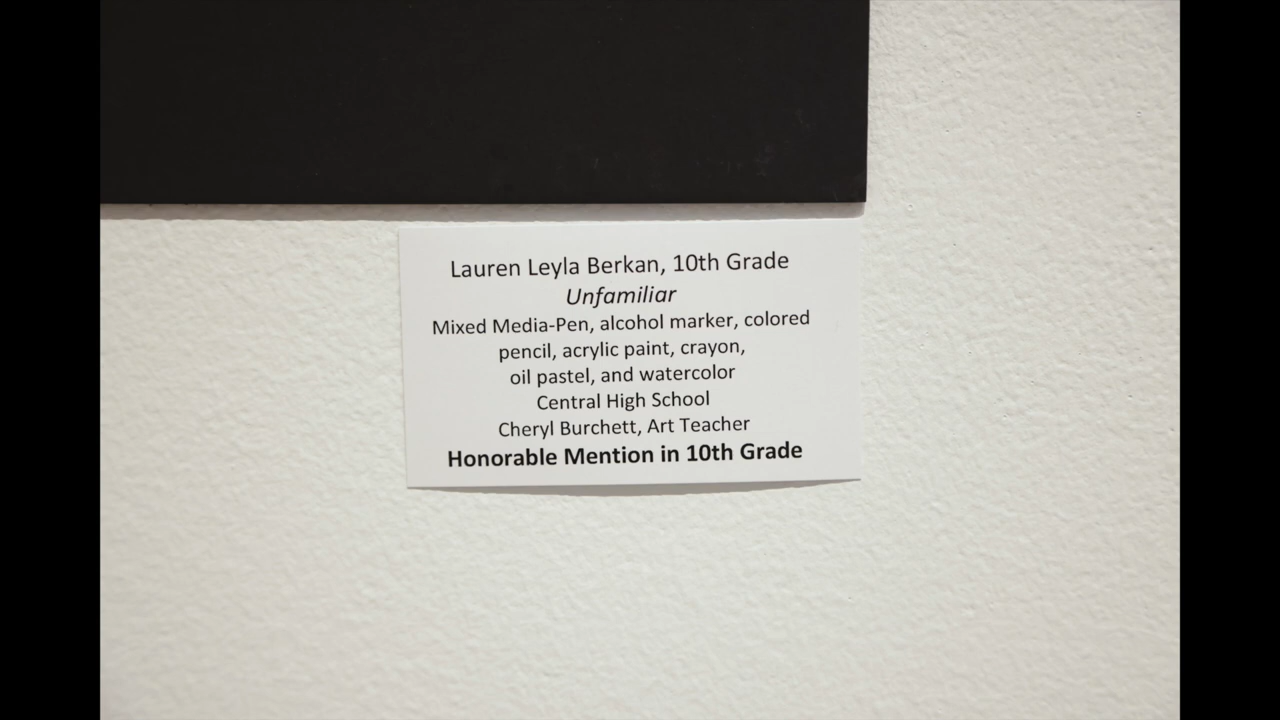 Lauren Leyla Berkan, 10th Grade
Unfamiliar
Mixed Media-Pen, alcohol marker, colored
pencil, acrylic paint, crayon,
oil pastel, and watercolor
Central High School
Cheryl Burchett, Art Teacher
Honorable Mention in 10th Grade